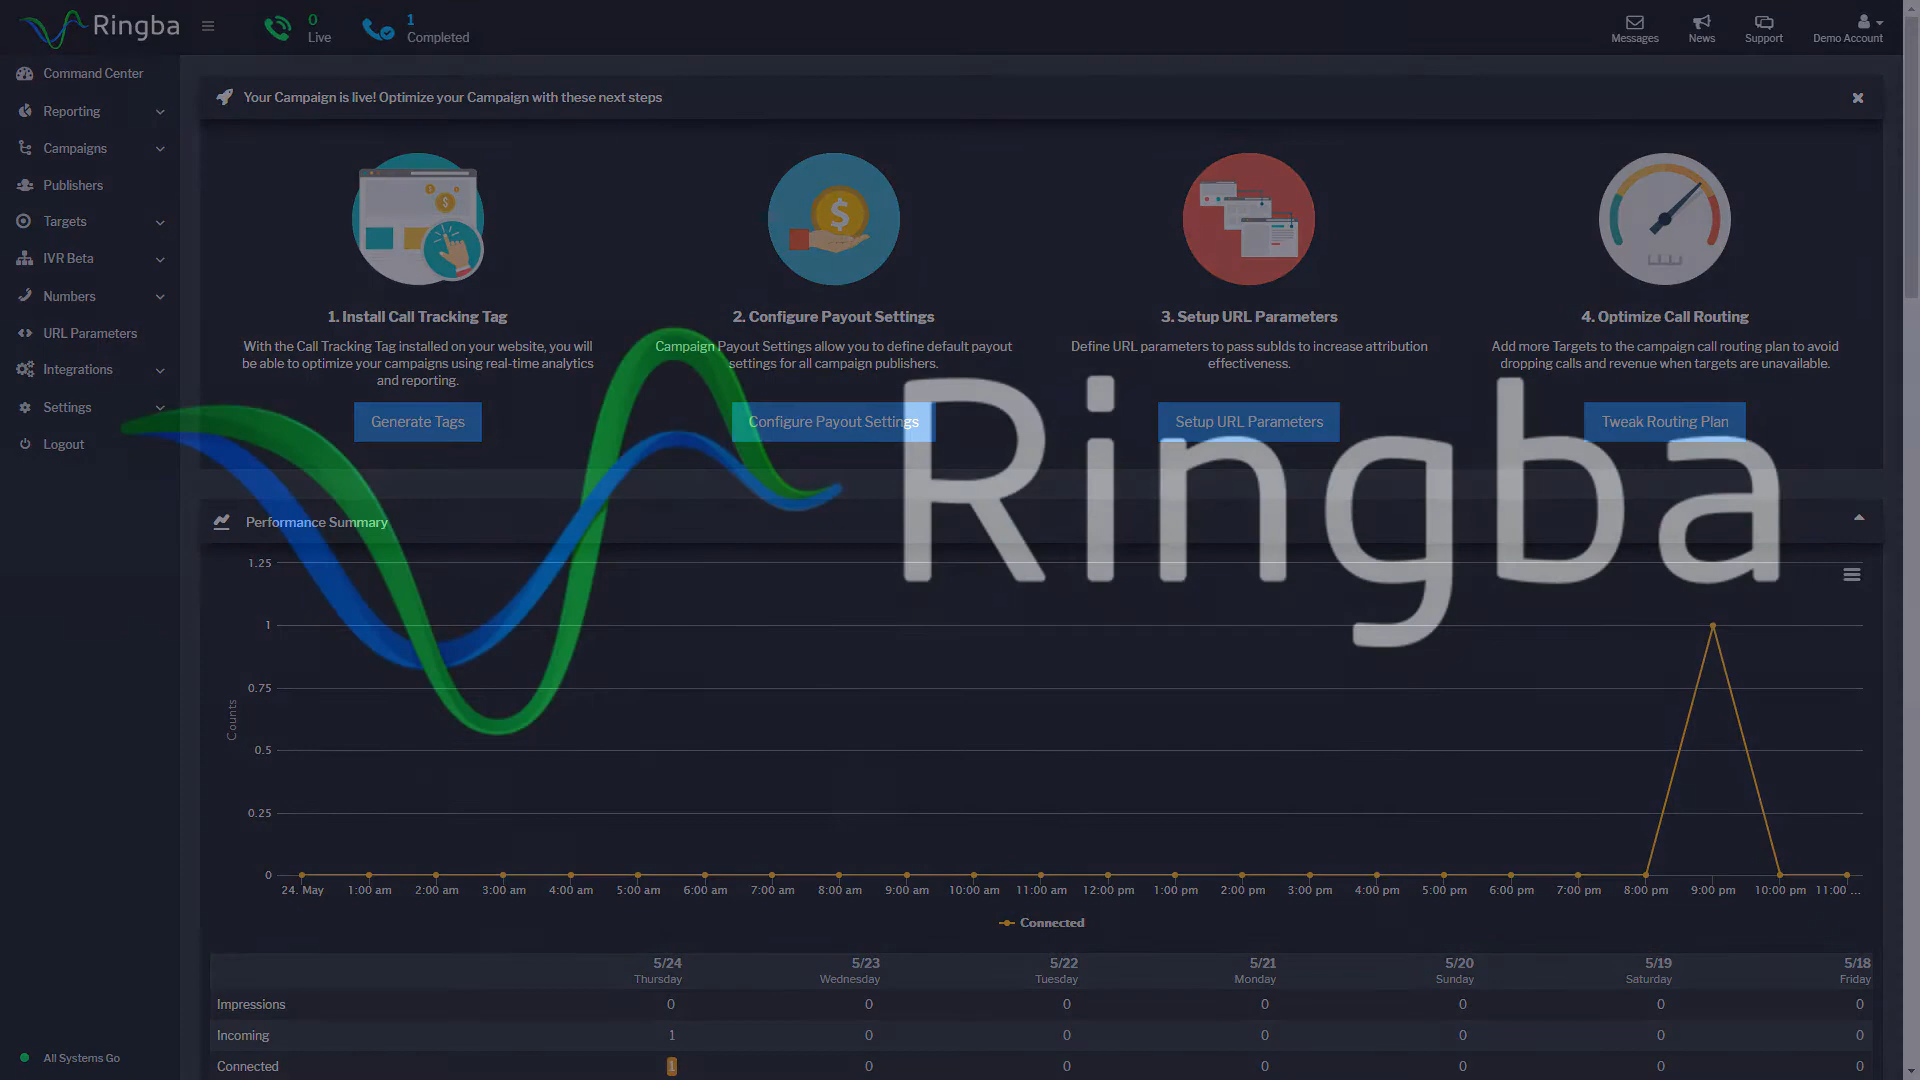 Ringba
0
Live
1
Completed
Messages
News
Support
Demo Account
Command Center
Reporting
Campaigns
Publishers
Targets
IVR Beta
Numbers
URL Parameters
Integrations
Settings
Logout
All Systems Go
Your Campaign is live! Optimize your Campaign with these next steps
1. Install Call Tracking Tag
With the Call Tracking Tag installed on your website, you will
be able to optimize your campaigns using real-time analytics
and reporting.
Generate Tags
2. Configure Payout Settings
Campaign Payout Settings allow you to define default payout
settings for all campaign publishers.
Configure Payout Settings
3. Setup URL Parameters
Define URL parameters to pass subIds to increase attribution
effectiveness.
Setup URL Parameters
4. Optimize Call Routing
Add more Targets to the campaign call routing plan to avoid
dropping calls and revenue when targets are unavailable.
Tweak Routing Plan
Ringba
Performance Summary
1.25
1
0.75
0.5
0.25
0
Counts
24. May 1:00 am 2:00 am 3:00 am 4:00 am 5:00 am 6:00 am 7:00 am 8:00 am 9:00 am 10:00 am 11:00 am 12:00 pm 1:00 pm 2:00 pm 3:00 pm 4:00 pm 5:00 pm 6:00 pm 7:00 pm 8:00 pm 9:00 pm 10:00 pm 11:00 ...
Connected
5/24 5/23 5/22 5/21 5/20 5/19 5/18
Thursday Wednesday Tuesday Monday Sunday Saturday Friday
Impressions 0 0 0 0 0 0 0
Incoming 1 0 0 0 0 0 0
Connected 1 0 0 0 0 0 0